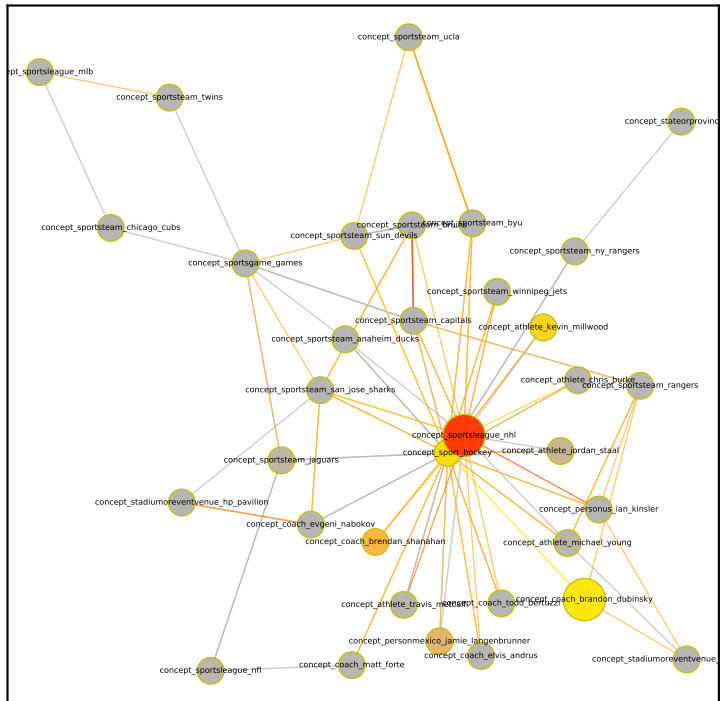 concept_sportsteam_ucla
ept_sportsleague_mlb
concept_sportsteam_twins
concept_stateorprovinc
concept_sportsteam_chicago_cubs
concept_sportsteam_bruins
concept_sportsteam_byu
concept_sportsteam_sun_devils
concept_sportsteam_ny_rangers
concept_sportsgame_games
concept_sportsteam_winnipeg_jets
concept_sportsteam_capitals
concept_athlete_kevin_millwood
concept_sportsteam_anaheim_ducks
concept_athlete_chris_burke
concept_sportsteam_rangers
concept_sportsteam_san_jose_sharks
concept_sportsleague_nhl
concept_sport_hockey
concept_athlete_jordan_staal
concept_sportsteam_jaguars
concept_stadiumoreventvenue_hp_pavilion
concept_personus_ian_kinsler
concept_coach_evgeni_nabokov
concept_coach_brendan_shanahan
concept_athlete_michael_young
concept_athlete_travis_metcalf
concept_coach_todd_bertuzzi
concept_coach_brandon_dubinsky
concept_personmexico_jamie_langenbrunner
concept_coach_elvis_andrus
concept_stadiumoreventvenue_
concept_coach_matt_forte
concept_sportsleague_nfl